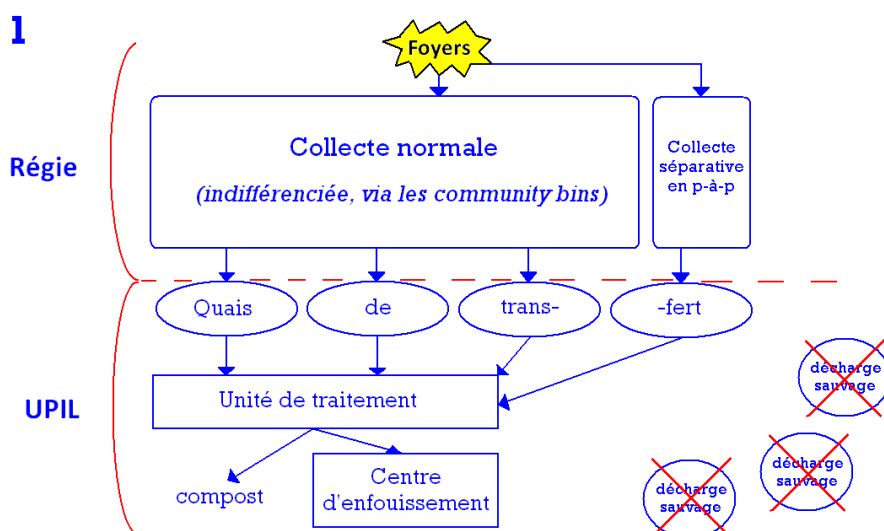 1
Foyers
Régie
Collecte normale
(indifférenciée, via les community bins)
Collecte
séparative
en p-à-p
Quais
de
trans-
-fert
UPIL
Unité de traitement
compost
Centre
d'enfouissement
décharge
sauvage
décharge
sauvage
décharge
sauvage